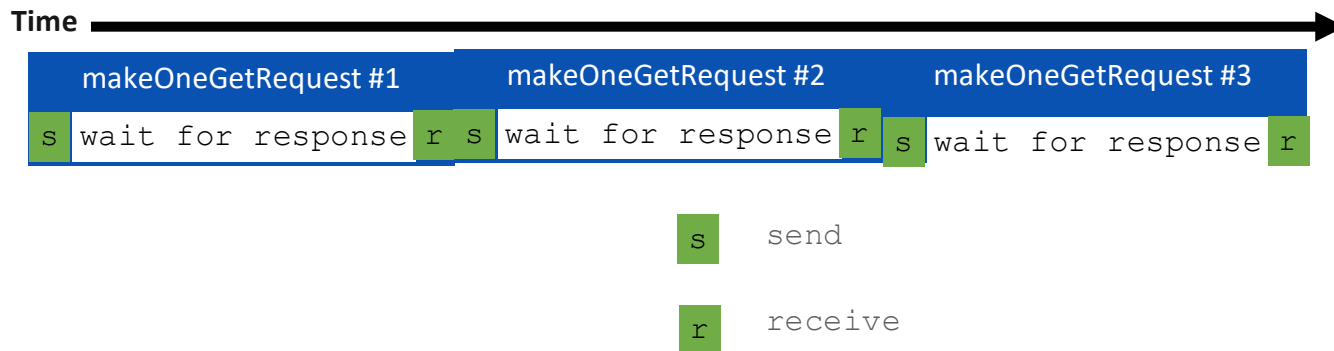 Time
makeOneGetRequest #1 makeOneGetRequest #2 makeOneGetRequest #3
s wait for response r s wait for response r s wait for response r
s send
r receive